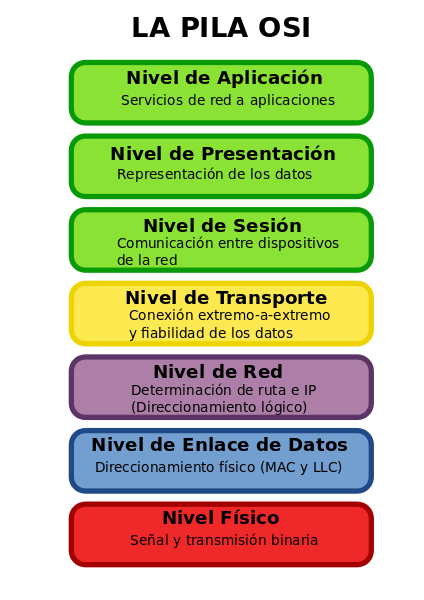 LA PILA OSI
Nivel de Aplicación
Servicios de red a aplicaciones
Nivel de Presentación
Representación de los datos
Nivel de Sesión
Comunicación entre dispositivos
de la red
Nivel de Transporte
Conexión extremo-a-extremo
y fiabilidad de los datos
Nivel de Red
Determinación de ruta e IP
(Direccionamiento lógico)
Nivel de Enlace de Datos
Direccionamiento físico (MAC y LLC)
Nivel Físico
Señal y transmisión binaria